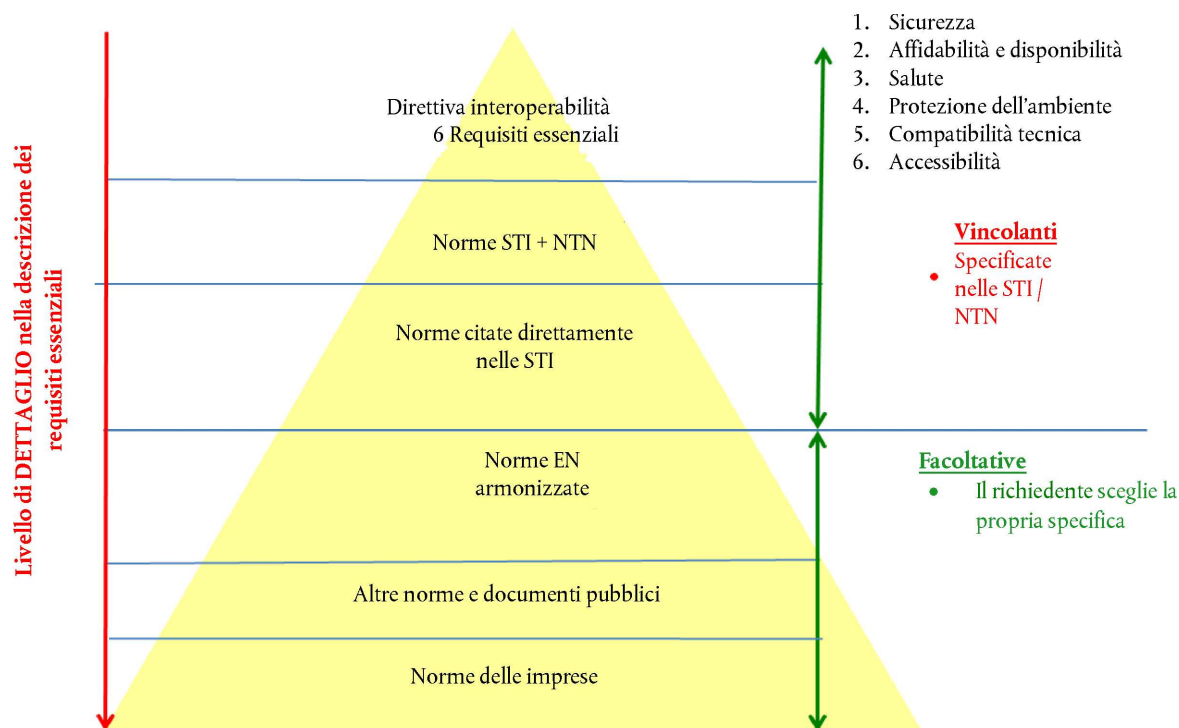 1. Sicurezza
2. Affidabilità e disponibilità
3. Salute
4. Protezione dell'ambiente
5. Compatibilità tecnica
6. Accessibilità
Direttiva interoperabilità
6 Requisiti essenziali
Livello di DETTAGLIO nella descrizione dei
requisiti essenziali
Norme STI + NTN
Vincolanti
• Specificate
nelle STI /
NTN
Norme citate direttamente
nelle STI
Norme EN
armonizzate
Facoltative
• Il richiedente sceglie la
propria specifica
Altre norme e documenti pubblici
Norme delle imprese